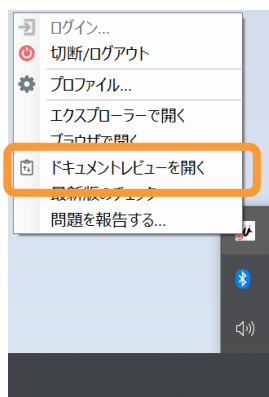 ログイン...
切断/ログアウト
プロファイル...
エクスプローラーで開く
ブラウザで開く
ドキュメントレビューを開く
最新版のチェック
問題を報告する...